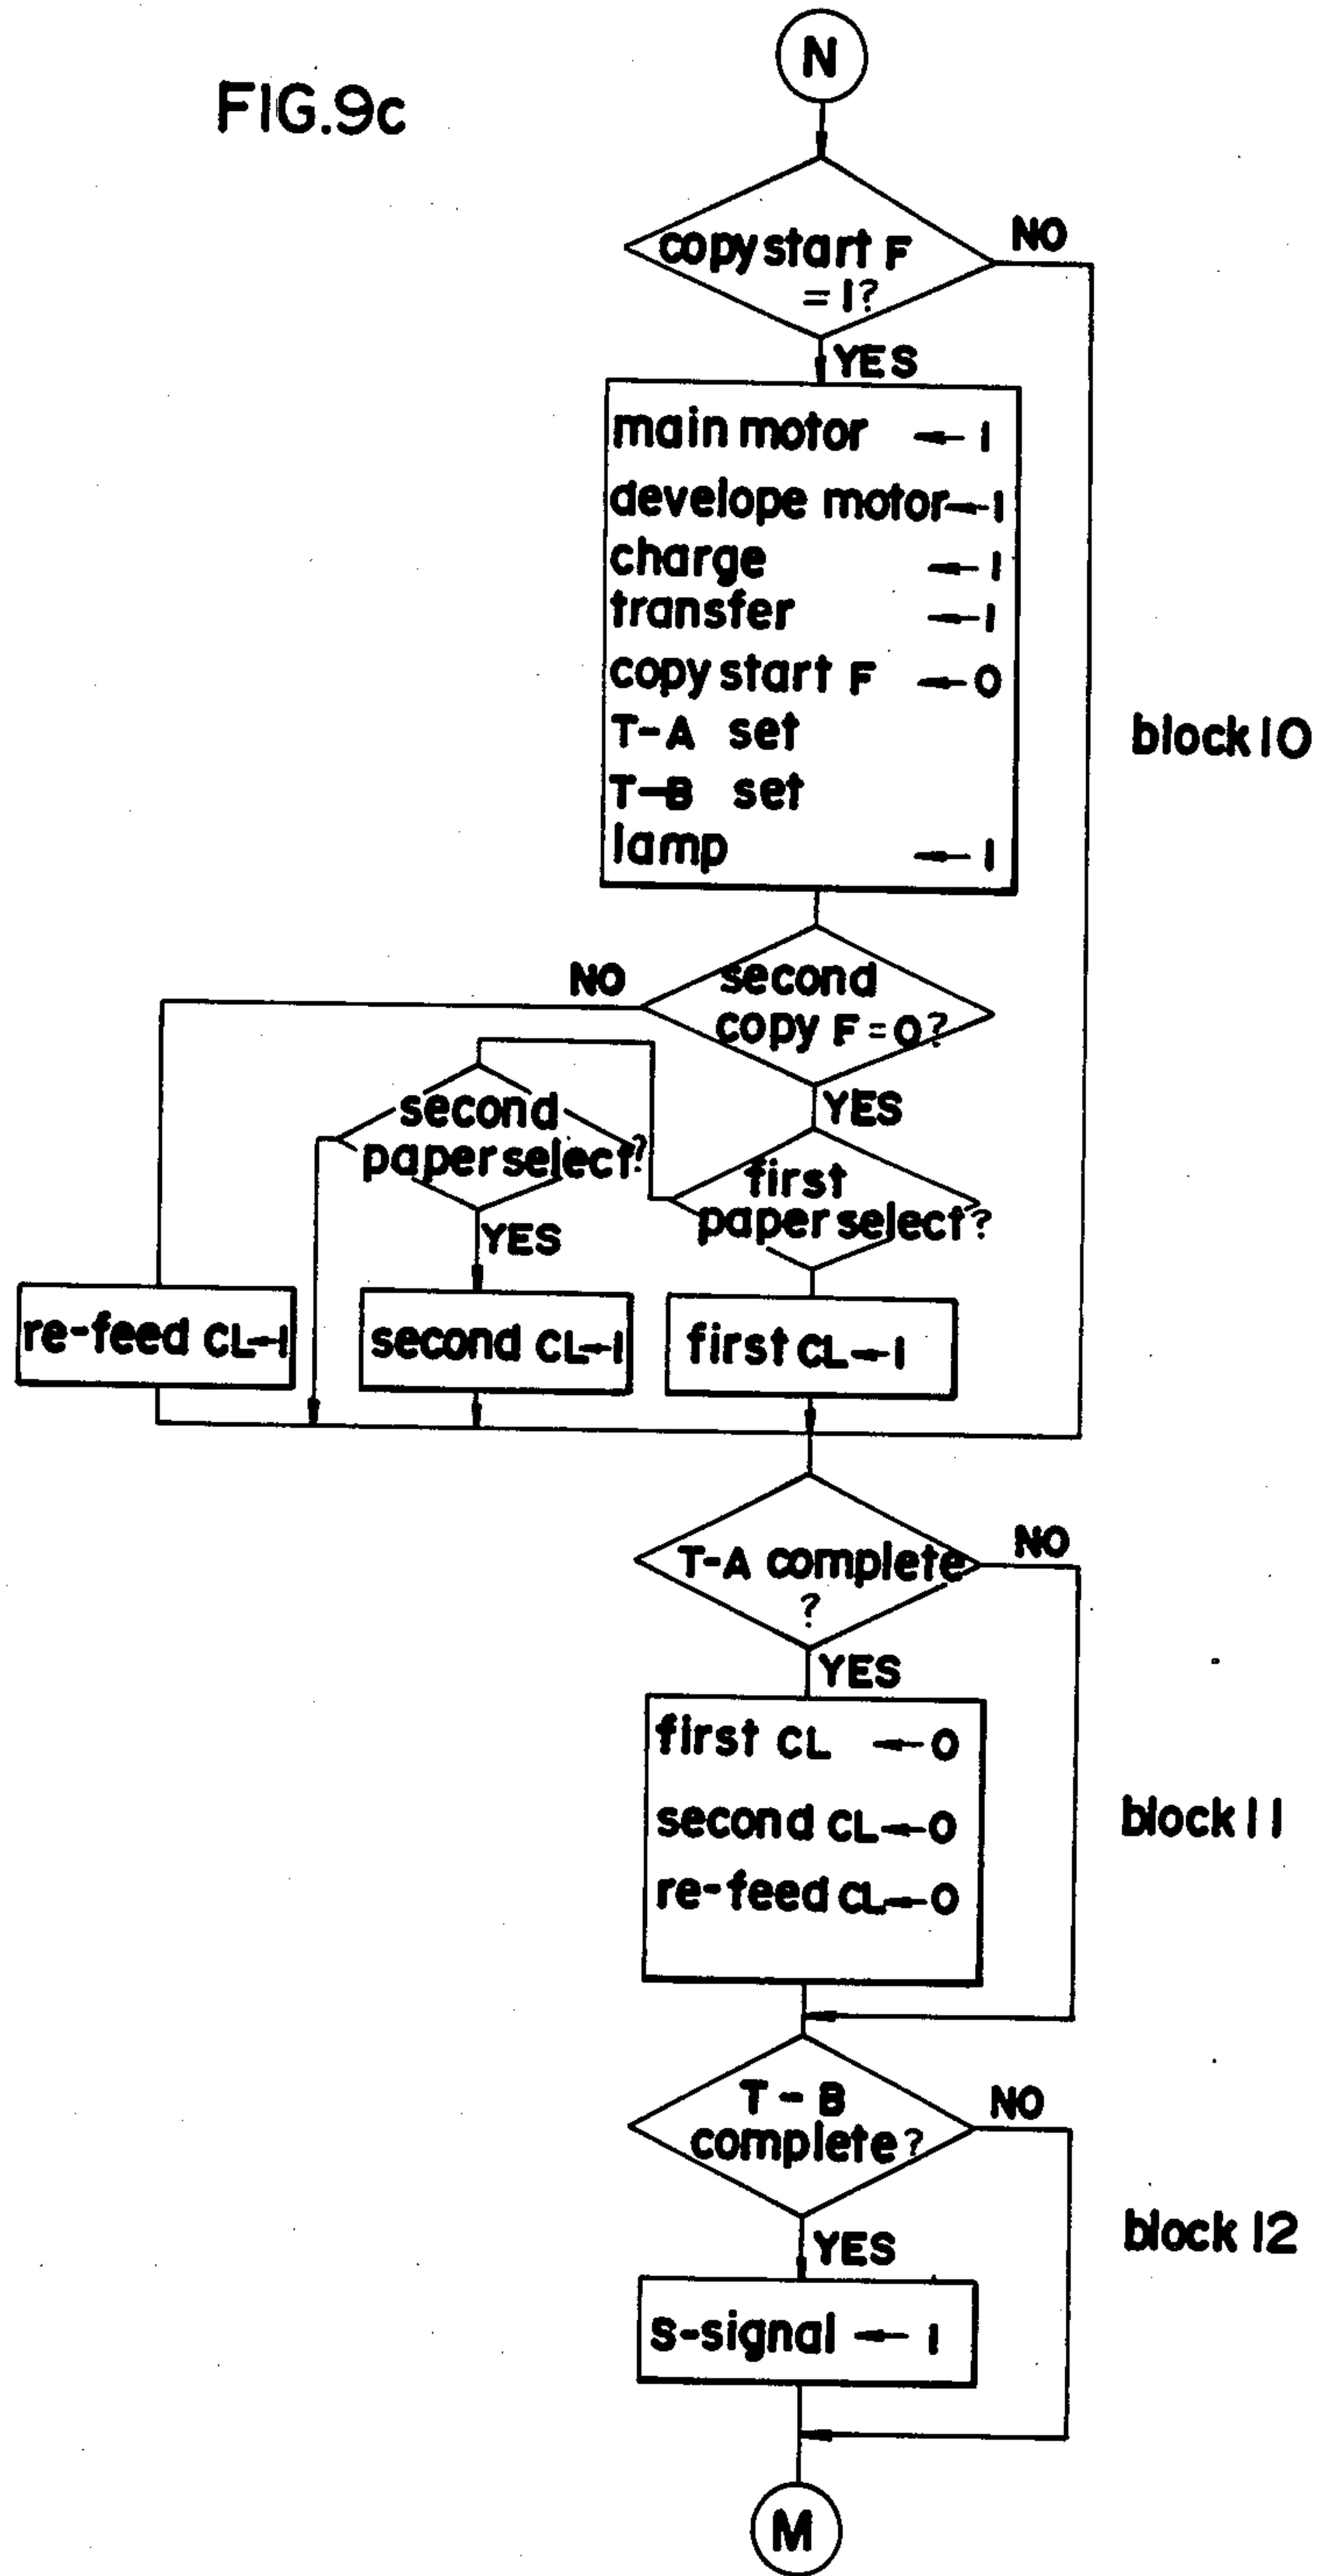 N
FIG.9c
copy start F
= 1?
NO
YES
main motor ← 1
develope motor ← 1
charge ← 1
transfer ← 1
copy start F ← 0
T-A set
T-B set
lamp ← 1
block 10
NO
second
copy F = 0?
YES
second
paper select?
first
paper select?
YES
re-feed CL ← 1
second CL ← 1
first CL ← 1
T-A complete
?
NO
YES
first CL ← 0
second CL ← 0
re-feed CL ← 0
block 11
T-B
complete?
NO
YES
block 12
s-signal ← 1
M